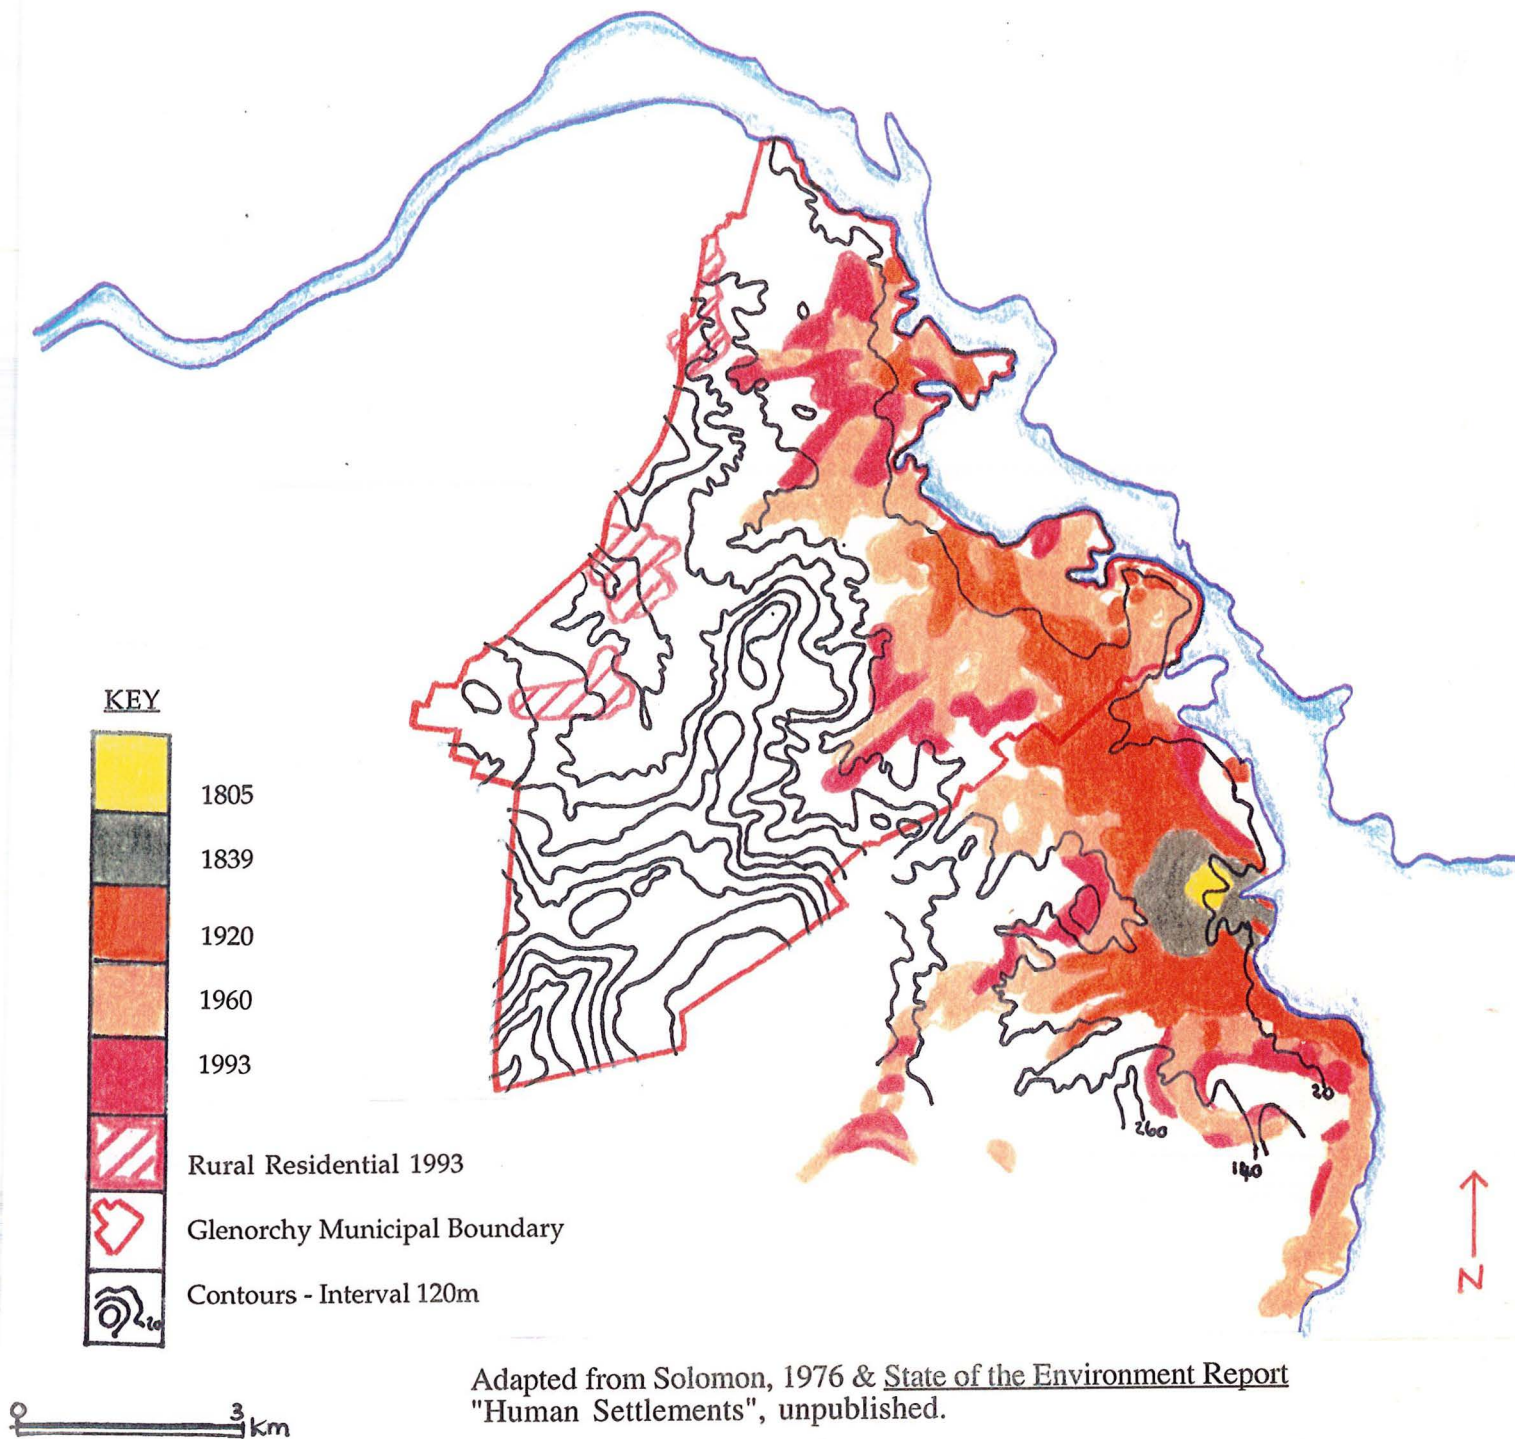 KEY
1805
1839
1920
1960
1993
Rural Residential 1993
Glenorchy Municipal Boundary
20
Contours - Interval 120m
20
260
140
N
0 3 km
Adapted from Solomon, 1976 & State of the Environment Report
"Human Settlements", unpublished.